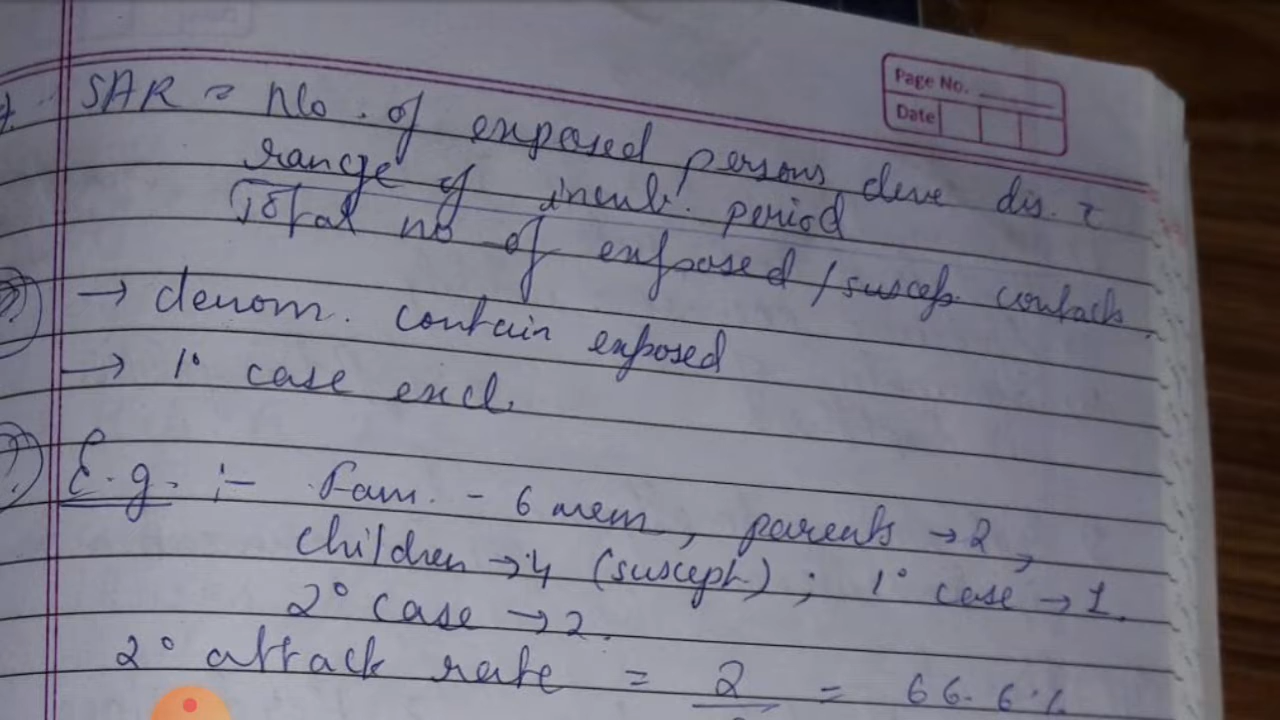 Page No.
Date
SAR = No. of exposed persons deve dis. c̄
range of incub. period
Total no of exposed / suscep. contacts
→ denom. contain exposed
→ 1° case excl.
E.g. :- Fam. - 6 mem, parents → 2,
children → 4 (suscept.) ; 1° case → 1.
2° case → 2.
2° attack rate = 2 = 66.6%